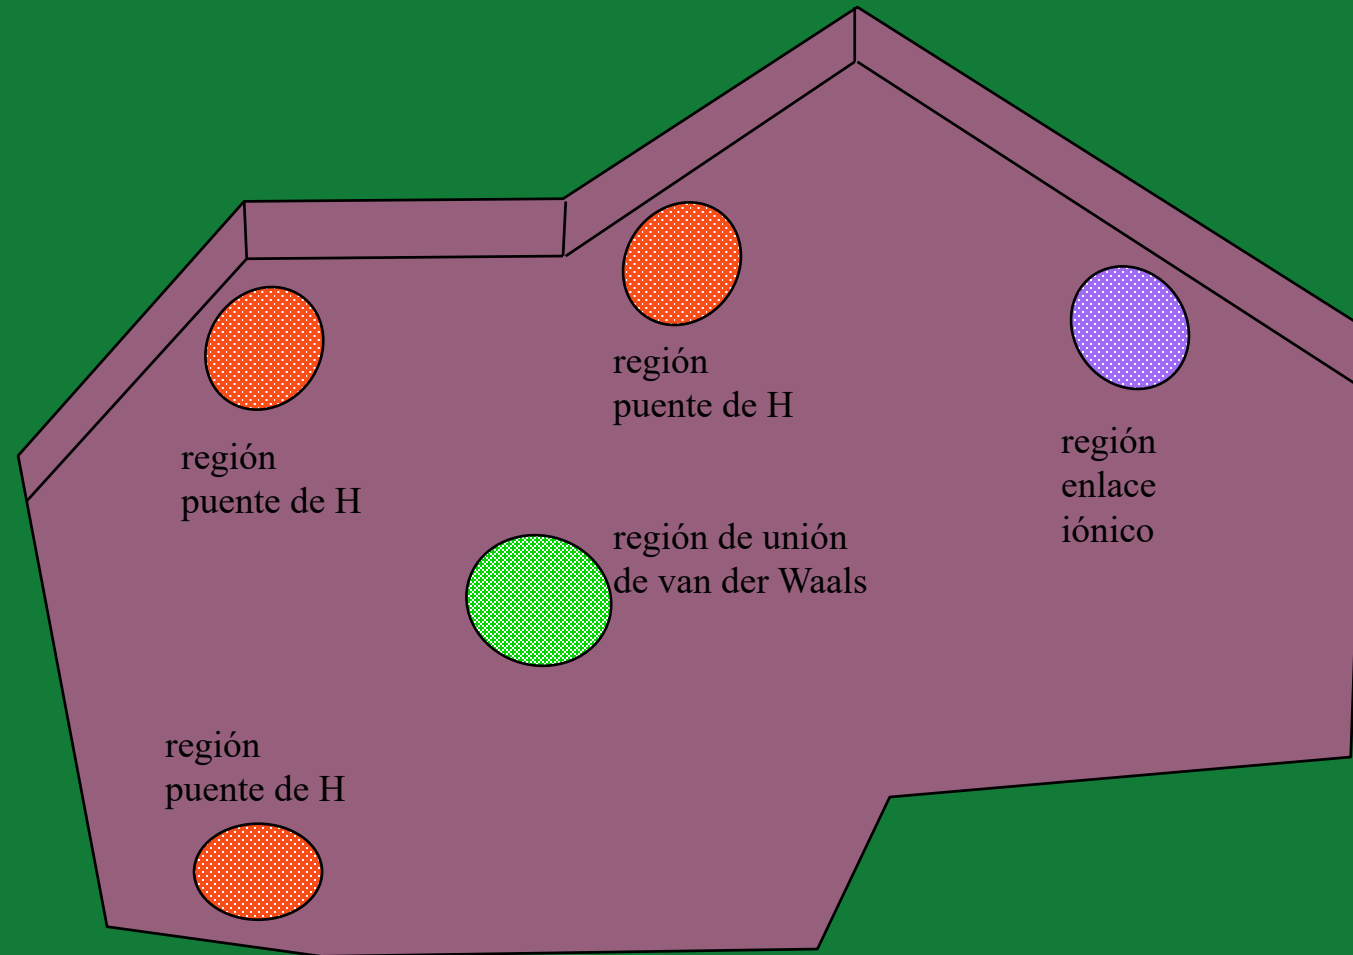 región
puente de H
región
enlace
iónico
región
puente de H
región de unión
de van der Waals
región
puente de H